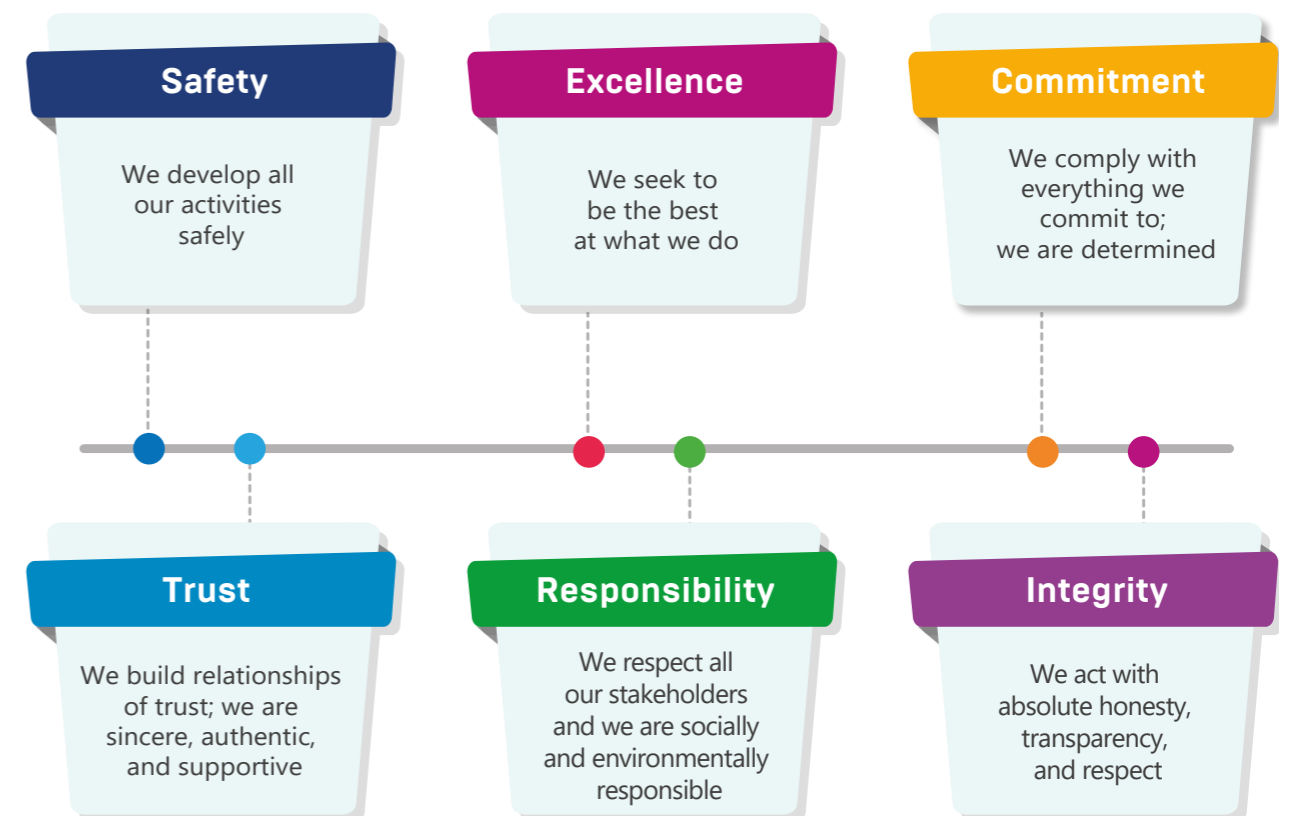 Safety
We develop all
our activities
safely
Excellence
We seek to
be the best
at what we do
Commitment
We comply with
everything we
commit to;
we are determined
Trust
We build relationships
of trust; we are
sincere, authentic,
and supportive
Responsibility
We respect all
our stakeholders
and we are socially
and environmentally
responsible
Integrity
We act with
absolute honesty,
transparency,
and respect